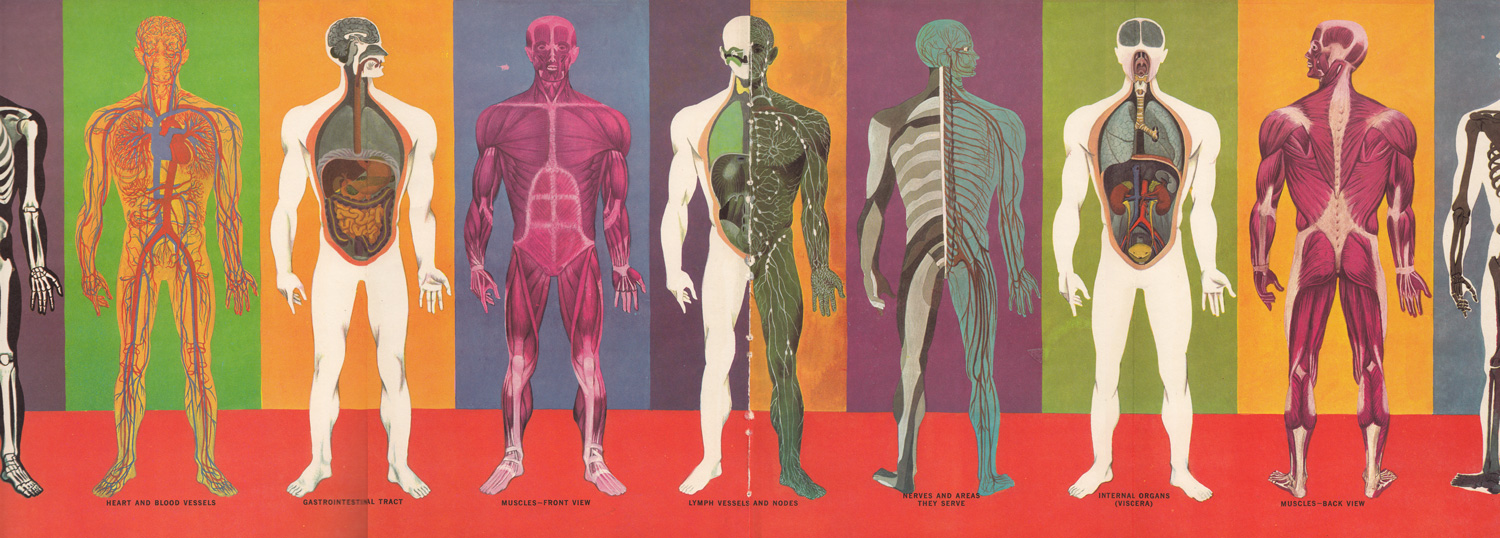 HEART AND BLOOD VESSELS
GASTROINTESTINAL TRACT
MUSCLES—FRONT VIEW
LYMPH VESSELS AND NODES
NERVES AND AREAS
THEY SERVE
INTERNAL ORGANS
(VISCERA)
MUSCLES—BACK VIEW